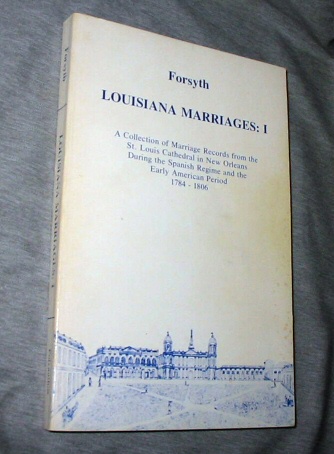 Forsyth
LOUISIANA MARRIAGES: I
A Collection of Marriage Records from the
St. Louis Cathedral in New Orleans
During the Spanish Regime and the
Early American Period
1784 - 1806
Forsyth
LOUISIANA MARRIAGES: I